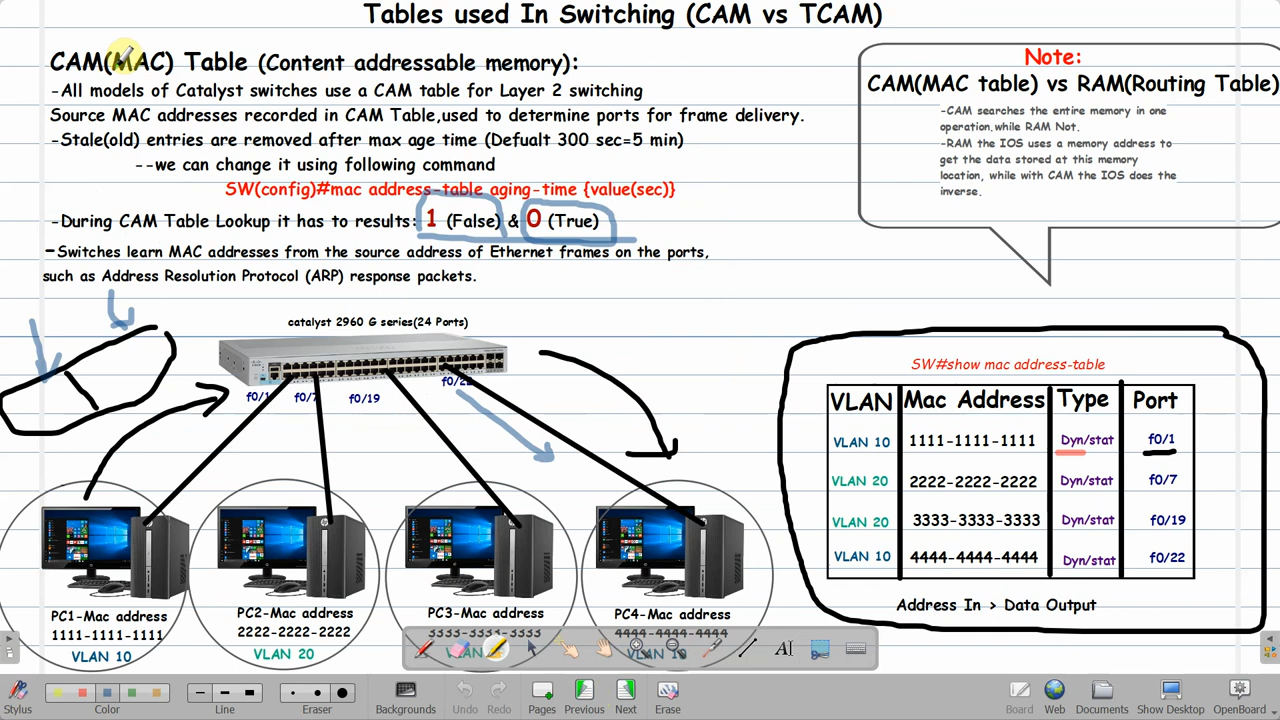 Tables used In Switching (CAM vs TCAM)
CAM(MAC) Table (Content addressable memory):
-All models of Catalyst switches use a CAM table for Layer 2 switching
Source MAC addresses recorded in CAM Table,used to determine ports for frame delivery.
-Stale(old) entries are removed after max age time (Defualt 300 sec=5 min)
--we can change it using following command
SW(config)#mac address-table aging-time {value(sec)}
-During CAM Table Lookup it has to results: 1 (False) & 0 (True)
-Switches learn MAC addresses from the source address of Ethernet frames on the ports,
such as Address Resolution Protocol (ARP) response packets.
Note:
CAM(MAC table) vs RAM(Routing Table)
-CAM searches the entire memory in one
operation,while RAM Not.
-RAM the IOS uses a memory address to
get the data stored at this memory
location, while with CAM the IOS does the
inverse.
catalyst 2960 G series(24 Ports)
f0/1 f0/7 f0/19 f0/22
PC1-Mac address
1111-1111-1111
VLAN 10
PC2-Mac address
2222-2222-2222
VLAN 20
PC3-Mac address
3333-3333-3333
VLAN 20
PC4-Mac address
4444-4444-4444
VLAN 10
SW#show mac address-table
VLAN Mac Address Type Port
VLAN 10 1111-1111-1111 Dyn/stat f0/1
VLAN 20 2222-2222-2222 Dyn/stat f0/7
VLAN 20 3333-3333-3333 Dyn/stat f0/19
VLAN 10 4444-4444-4444 Dyn/stat f0/22
Address In > Data Output
Stylus Color Line Eraser Backgrounds Undo Redo Pages Previous Next Erase Board Web Documents Show Desktop OpenBoard